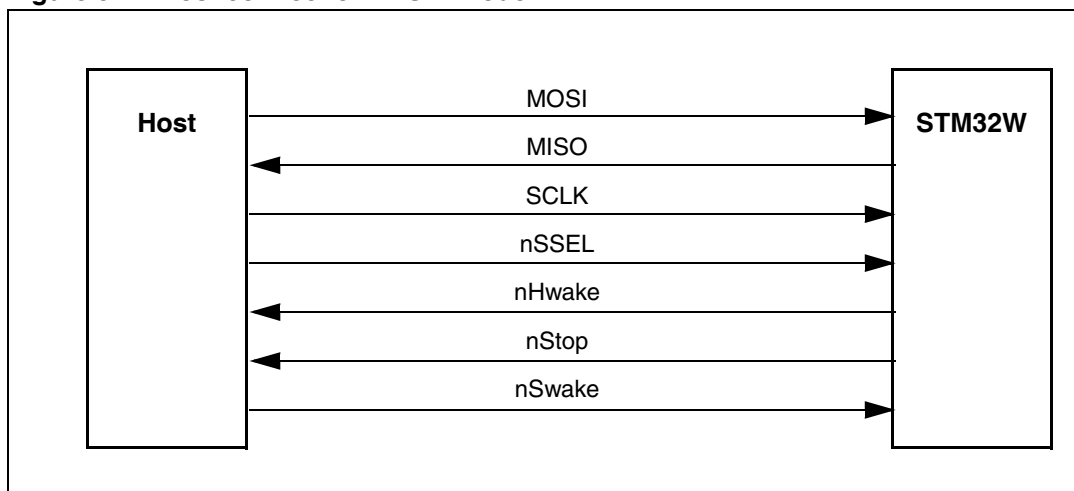 Host
STM32W
MOSI
MISO
SCLK
nSSEL
nHwake
nStop
nSwake